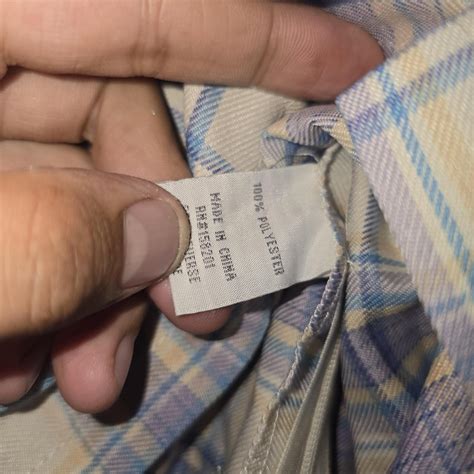 100% POLYESTER
MADE IN CHINA
RN#158201